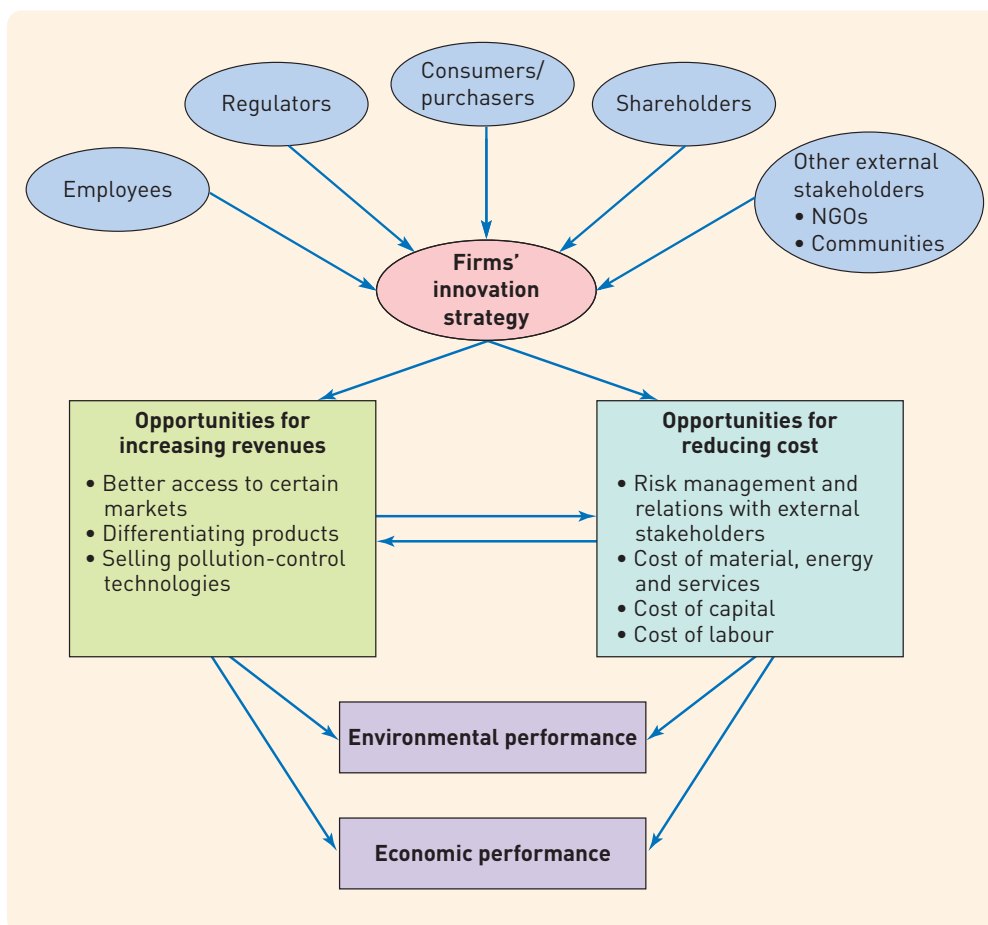 Consumers/
purchasers
Regulators
Shareholders
Employees
Other external
stakeholders
• NGOs
• Communities
Firms’
innovation
strategy
Opportunities for
increasing revenues
• Better access to certain
markets
• Differentiating products
• Selling pollution-control
technologies
Opportunities for
reducing cost
• Risk management and
relations with external
stakeholders
• Cost of material, energy
and services
• Cost of capital
• Cost of labour
Environmental performance
Economic performance